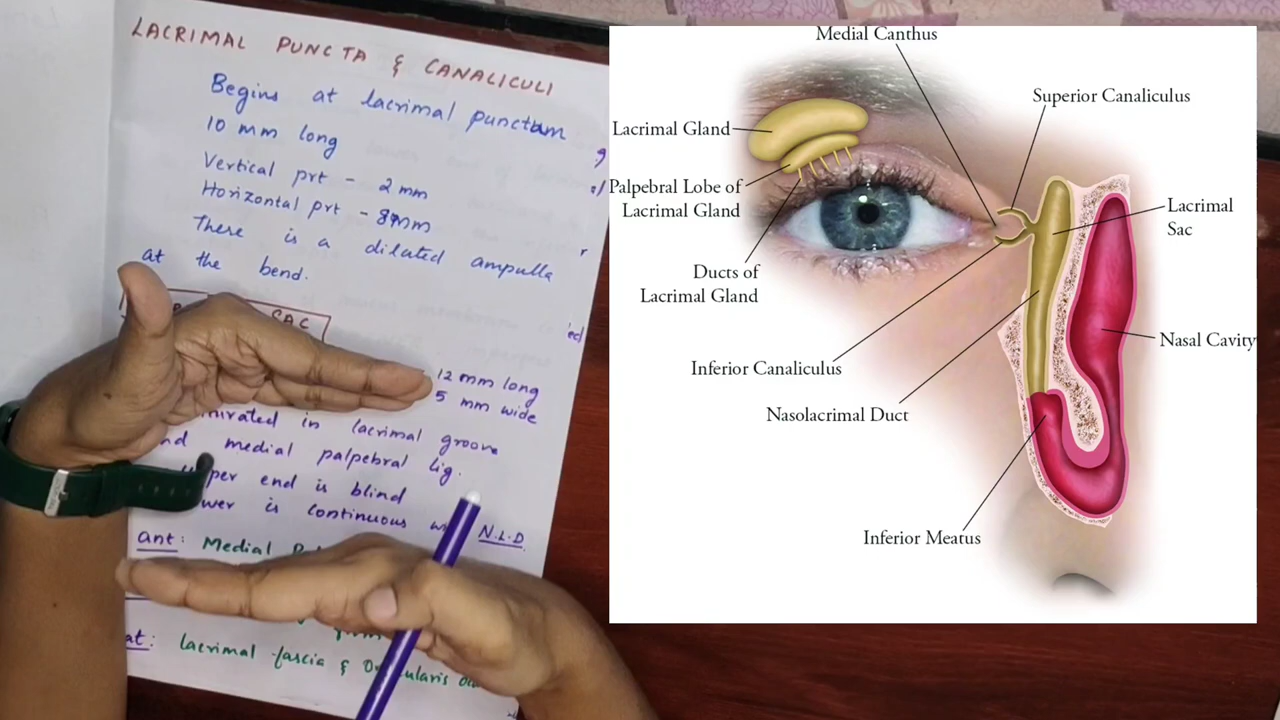 LACRIMAL PUNCTA & CANALICULI
Begins at lacrimal punctum
10 mm long
Vertical prt - 2 mm
Horizontal prt - 8mm
There is a dilated ampulla
at the bend.
SAC
12 mm long
5 mm wide
in lacrimal groove
medial palpebral lig.
end is blind
is continuous
N.L.D
ant: Medial
lacrimal fascia &
Medial Canthus
Superior Canaliculus
Lacrimal Gland
Palpebral Lobe of
Lacrimal Gland
Lacrimal
Sac
Ducts of
Lacrimal Gland
Nasal Cavity
Inferior Canaliculus
Nasolacrimal Duct
Inferior Meatus